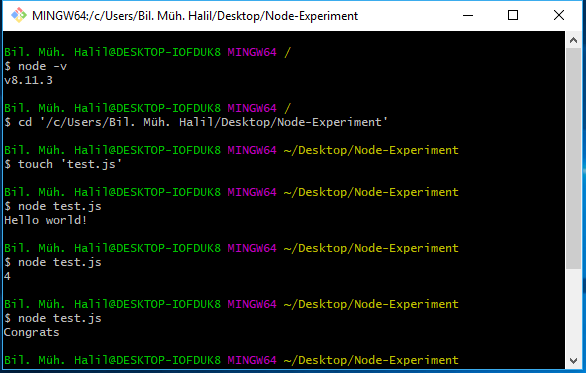 MINGW64:/c/Users/Bil. Müh. Halil/Desktop/Node-Experiment
Bil. Müh. Halil@DESKTOP-IOFDUK8 MINGW64 /
$ node -v
v8.11.3
Bil. Müh. Halil@DESKTOP-IOFDUK8 MINGW64 /
$ cd '/c/Users/Bil. Müh. Halil/Desktop/Node-Experiment'
Bil. Müh. Halil@DESKTOP-IOFDUK8 MINGW64 ~/Desktop/Node-Experiment
$ touch 'test.js'
Bil. Müh. Halil@DESKTOP-IOFDUK8 MINGW64 ~/Desktop/Node-Experiment
$ node test.js
Hello world!
Bil. Müh. Halil@DESKTOP-IOFDUK8 MINGW64 ~/Desktop/Node-Experiment
$ node test.js
4
Bil. Müh. Halil@DESKTOP-IOFDUK8 MINGW64 ~/Desktop/Node-Experiment
$ node test.js
Congrats
Bil. Müh. Halil@DESKTOP-IOFDUK8 MINGW64 ~/Desktop/Node-Experiment